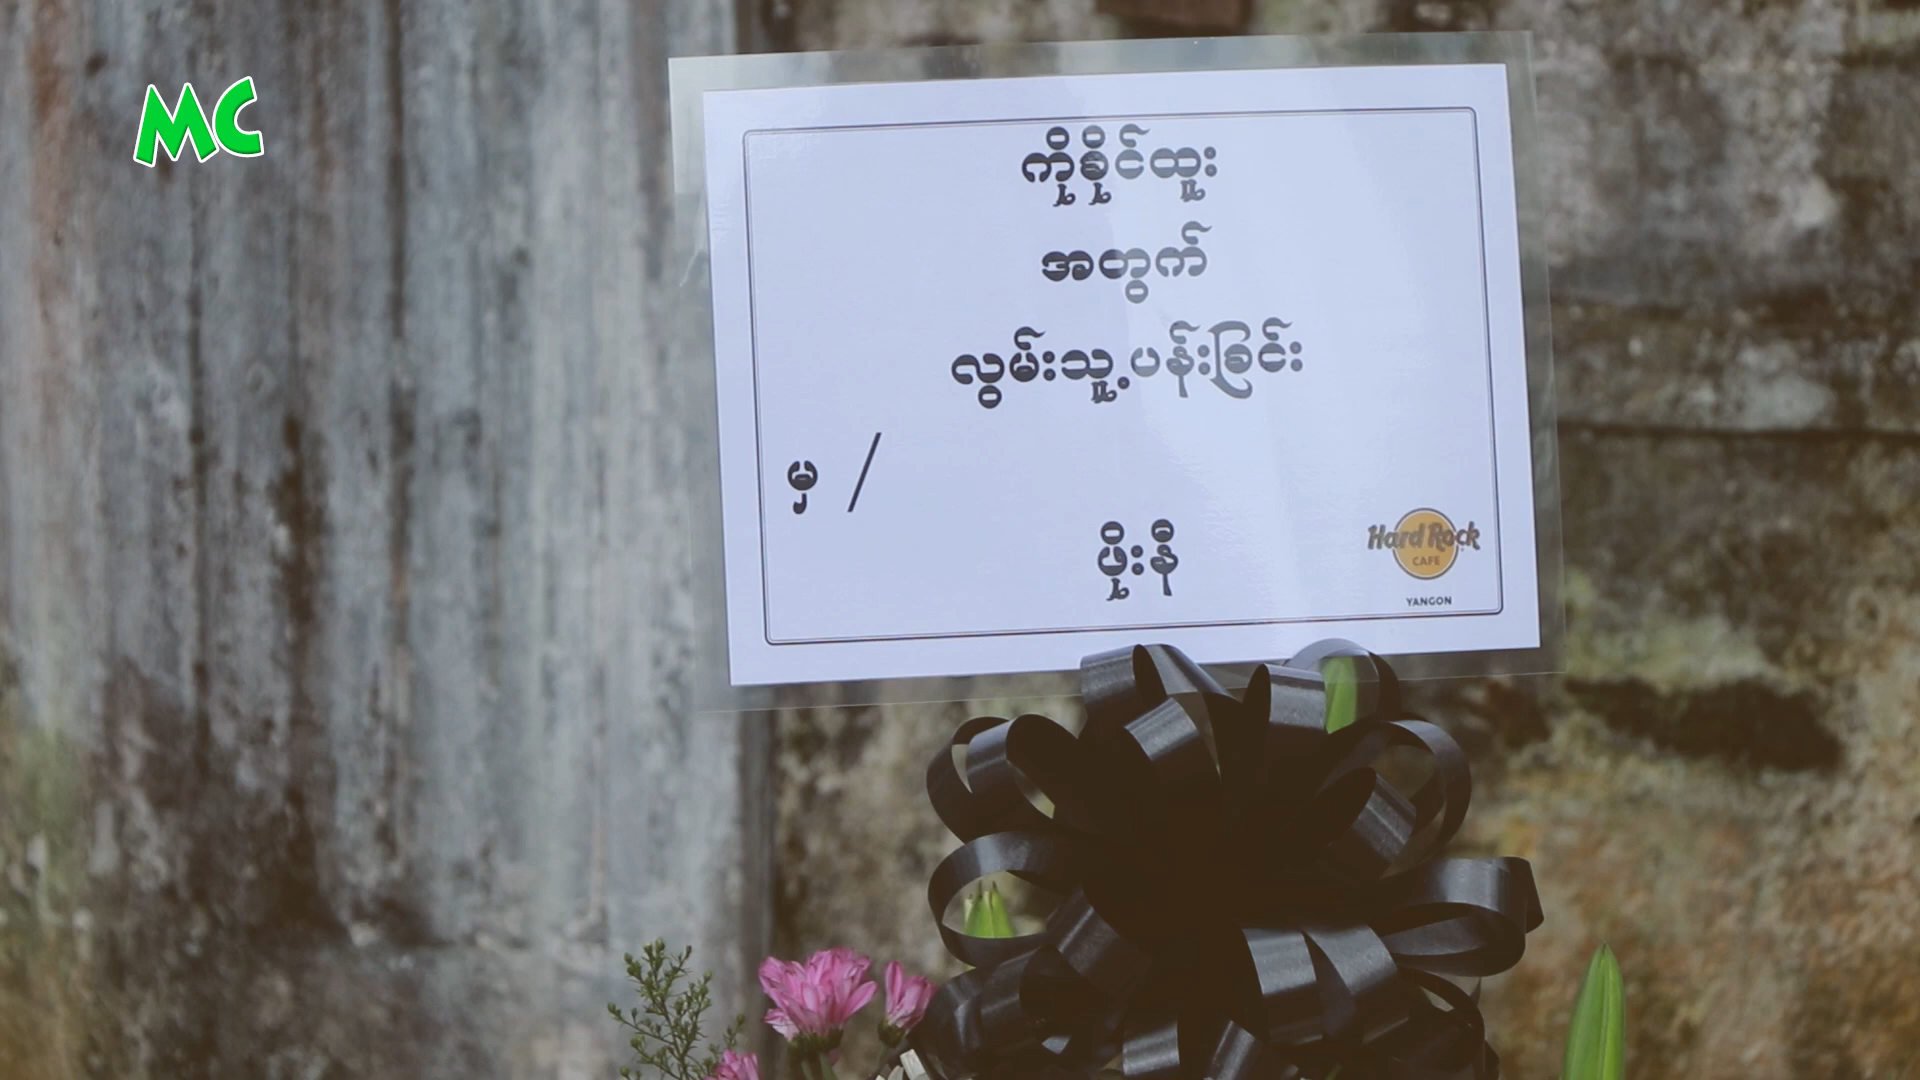 MC
ကိုခိုင်ထူး
အတွက်
လွမ်းသူ့ပန်းခြင်း
မှ /
ဖိုးနီ
Hard Rock
CAFE
YANGON